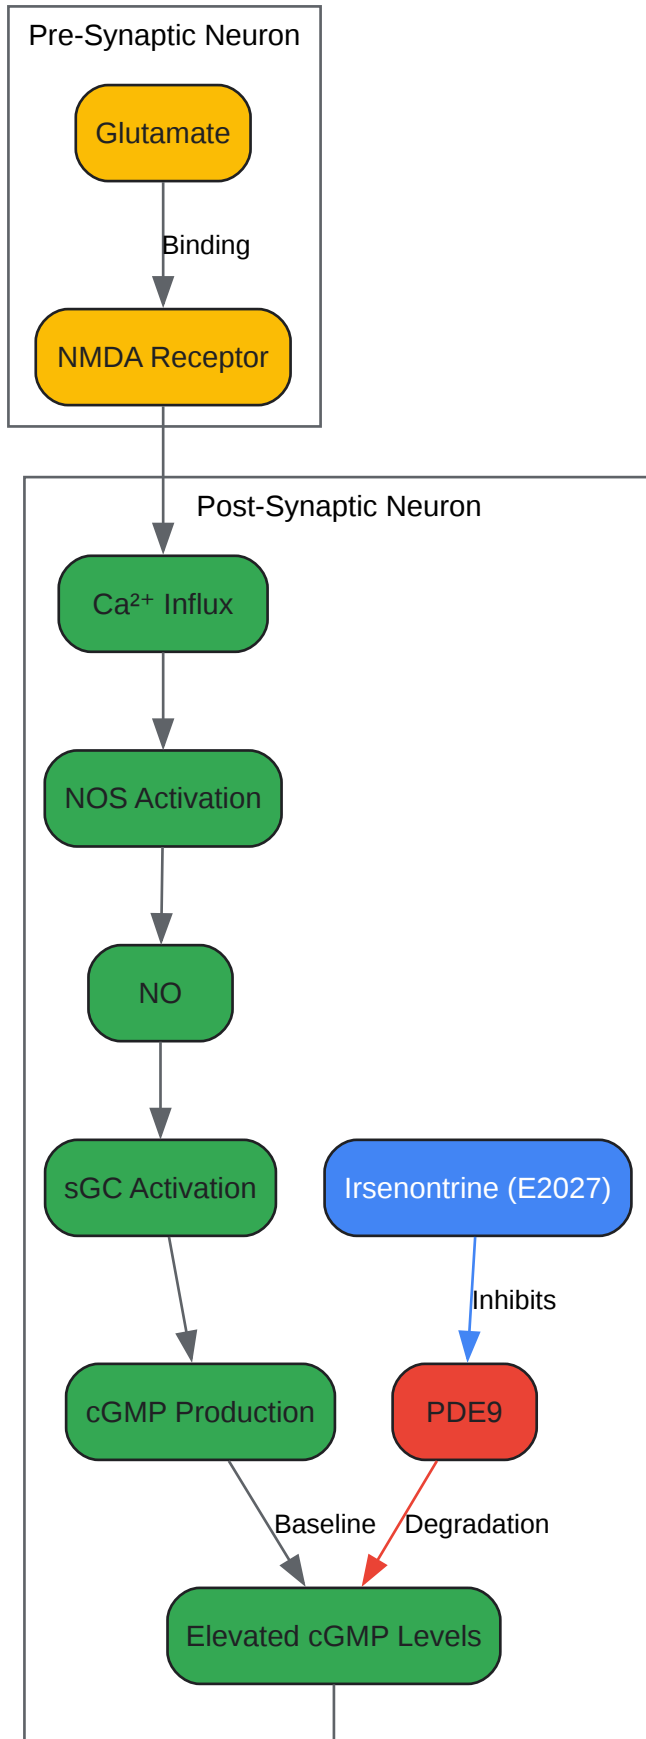 Pre-Synaptic Neuron
Glutamate
Binding
NMDA Receptor
Post-Synaptic Neuron
Ca²⁺ Influx
NOS Activation
NO
sGC Activation
Irsenontrine (E2027)
Inhibits
cGMP Production
PDE9
Baseline
Degradation
Elevated cGMP Levels